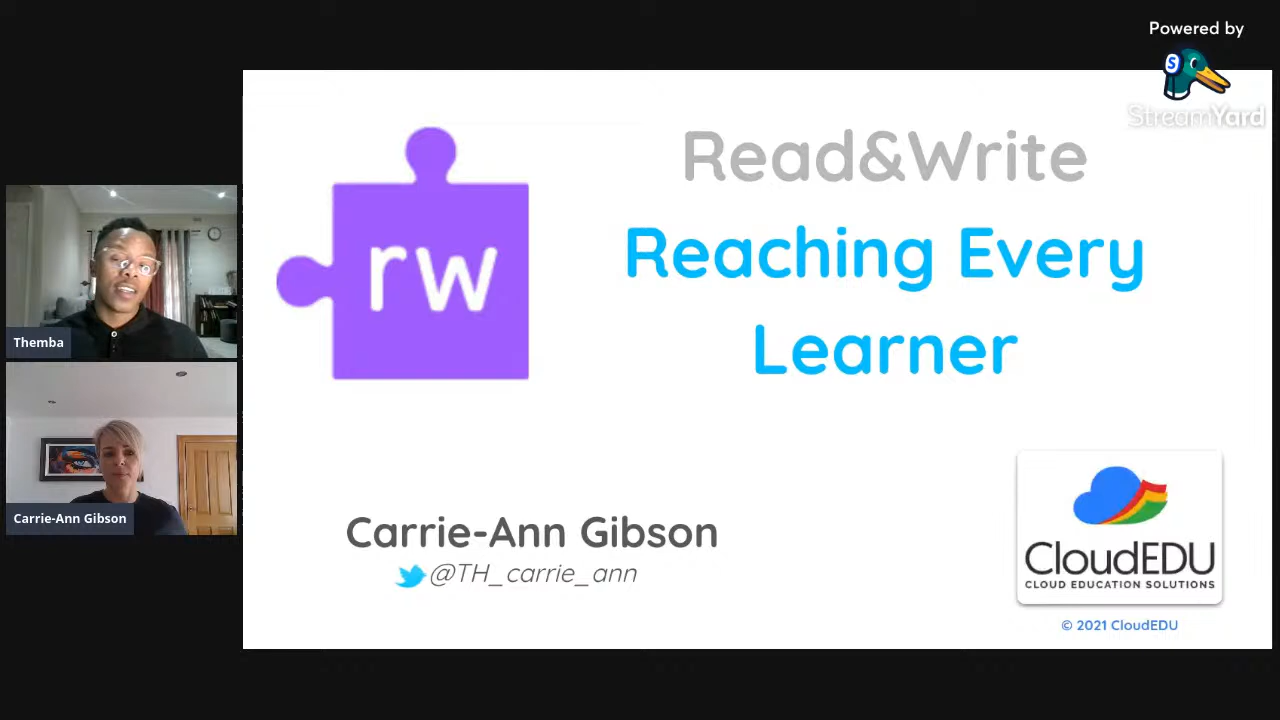 Powered by
StreamYard
rw
Read&Write
Reaching Every
Learner
Themba
Carrie-Ann Gibson
Carrie-Ann Gibson
@TH_carrie_ann
CloudEDU
CLOUD EDUCATION SOLUTIONS
© 2021 CloudEDU